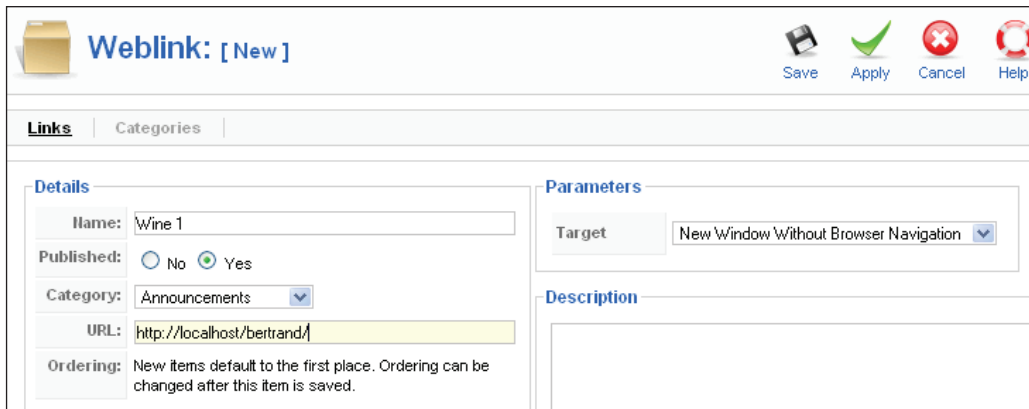 Weblink: [ New ]
Save Apply Cancel Help
Links Categories
Details
Name: Wine 1
Published: No Yes
Category: Announcements
URL: http://localhost/bertrand/
Ordering: New items default to the first place. Ordering can be
changed after this item is saved.
Parameters
Target New Window Without Browser Navigation
Description